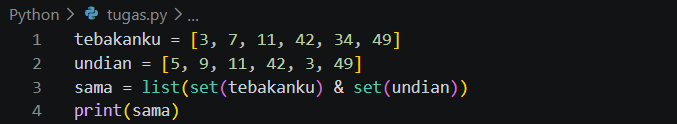 Python > tugas.py > ...
1 tebakanku = [3, 7, 11, 42, 34, 49]
2 undian = [5, 9, 11, 42, 3, 49]
3 sama = list(set(tebakanku) & set(undian))
4 print(sama)